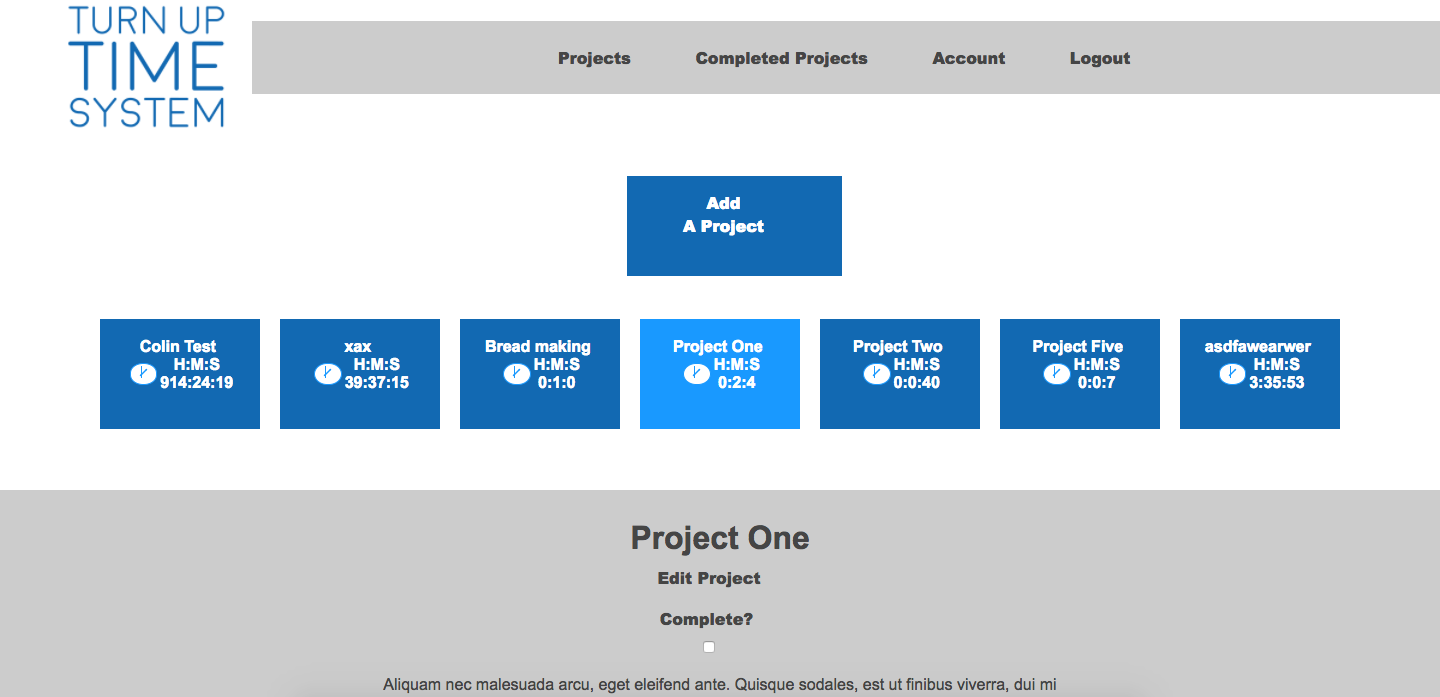 TURN UP
TIME
SYSTEM
Projects Completed Projects Account Logout
Add
A Project
Colin Test
H:M:S
914:24:19
xax
H:M:S
39:37:15
Bread making
H:M:S
0:1:0
Project One
H:M:S
0:2:4
Project Two
H:M:S
0:0:40
Project Five
H:M:S
0:0:7
asdfawearwer
H:M:S
3:35:53
Project One
Edit Project
Complete?
Aliquam nec malesuada arcu, eget eleifend ante. Quisque sodales, est ut finibus viverra, dui mi